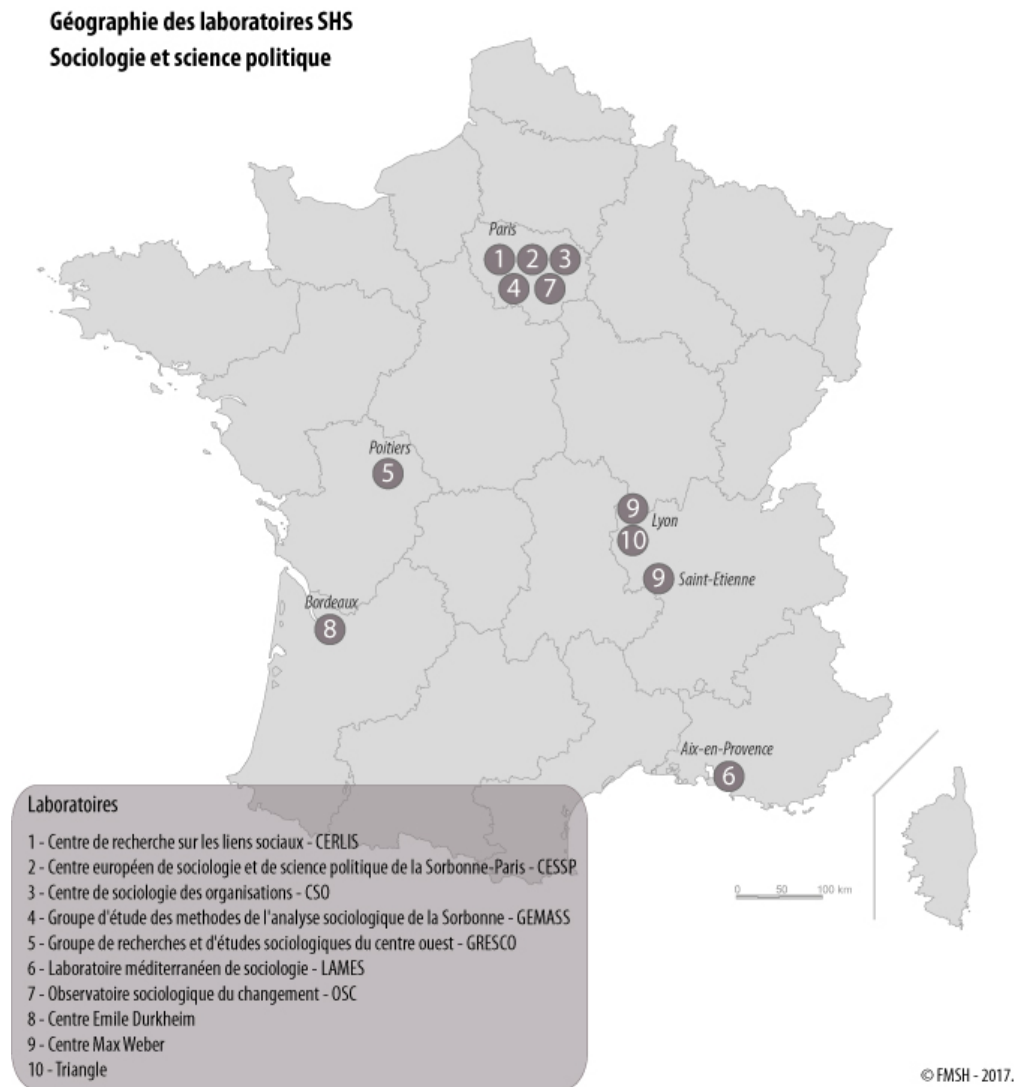 Géographie des laboratoires SHS
Sociologie et science politique
Paris
1 2 3
4 7
Poitiers
5
9
Lyon
10
9 Saint-Etienne
Bordeaux
8
Aix-en-Provence
6
Laboratoires
1 - Centre de recherche sur les liens sociaux - CERLIS
2 - Centre européen de sociologie et de science politique de la Sorbonne-Paris - CESSP
3 - Centre de sociologie des organisations - CSO
4 - Groupe d'étude des methodes de l'analyse sociologique de la Sorbonne - GEMASS
5 - Groupe de recherches et d'études sociologiques du centre ouest - GRESCO
6 - Laboratoire méditerranéen de sociologie - LAMES
7 - Observatoire sociologique du changement - OSC
8 - Centre Emile Durkheim
9 - Centre Max Weber
10 - Triangle
0 50 100 km
© FMSH - 2017.